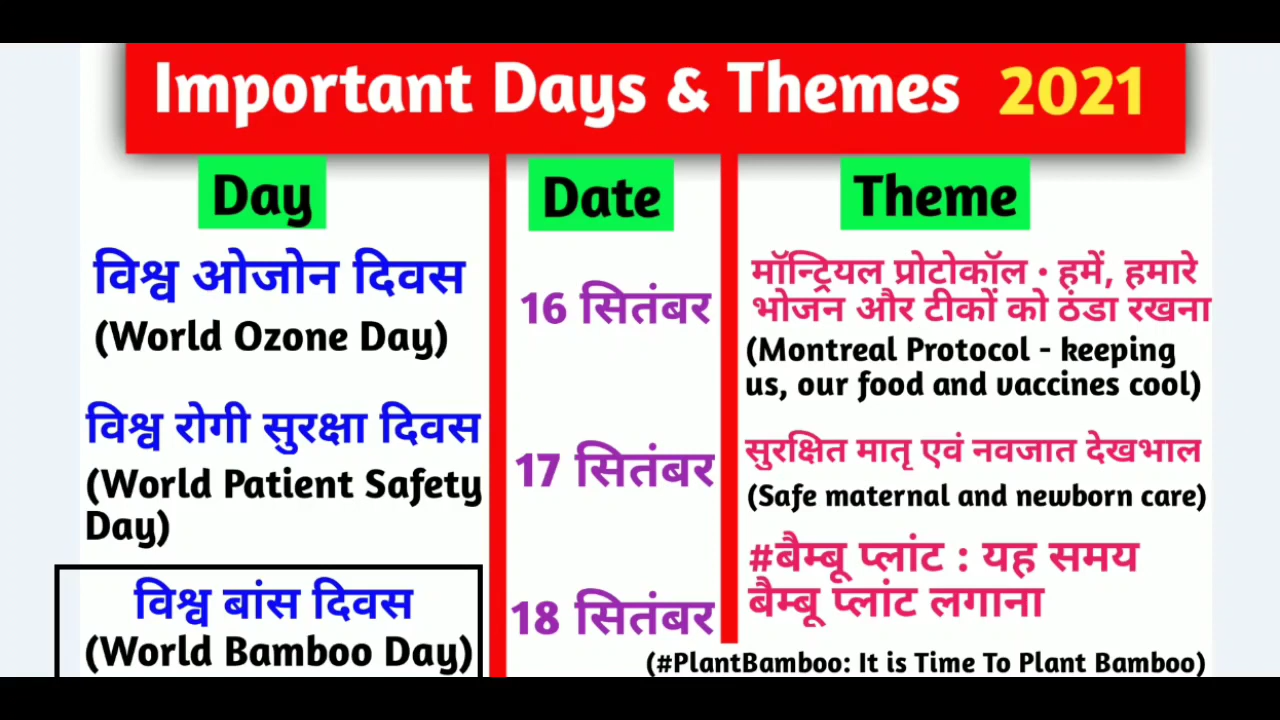 Important Days & Themes 2021
Day
Date
Theme
विश्व ओजोन दिवस
(World Ozone Day)
16 सितंबर
मॉन्ट्रियल प्रोटोकॉल · हमें, हमारे
भोजन और टीकों को ठंडा रखना
(Montreal Protocol - keeping
us, our food and vaccines cool)
विश्व रोगी सुरक्षा दिवस
(World Patient Safety
Day)
17 सितंबर
सुरक्षित मातृ एवं नवजात देखभाल
(Safe maternal and newborn care)
विश्व बांस दिवस
(World Bamboo Day)
18 सितंबर
#बैम्बू प्लांट : यह समय
बैम्बू प्लांट लगाना
(#PlantBamboo: It is Time To Plant Bamboo)